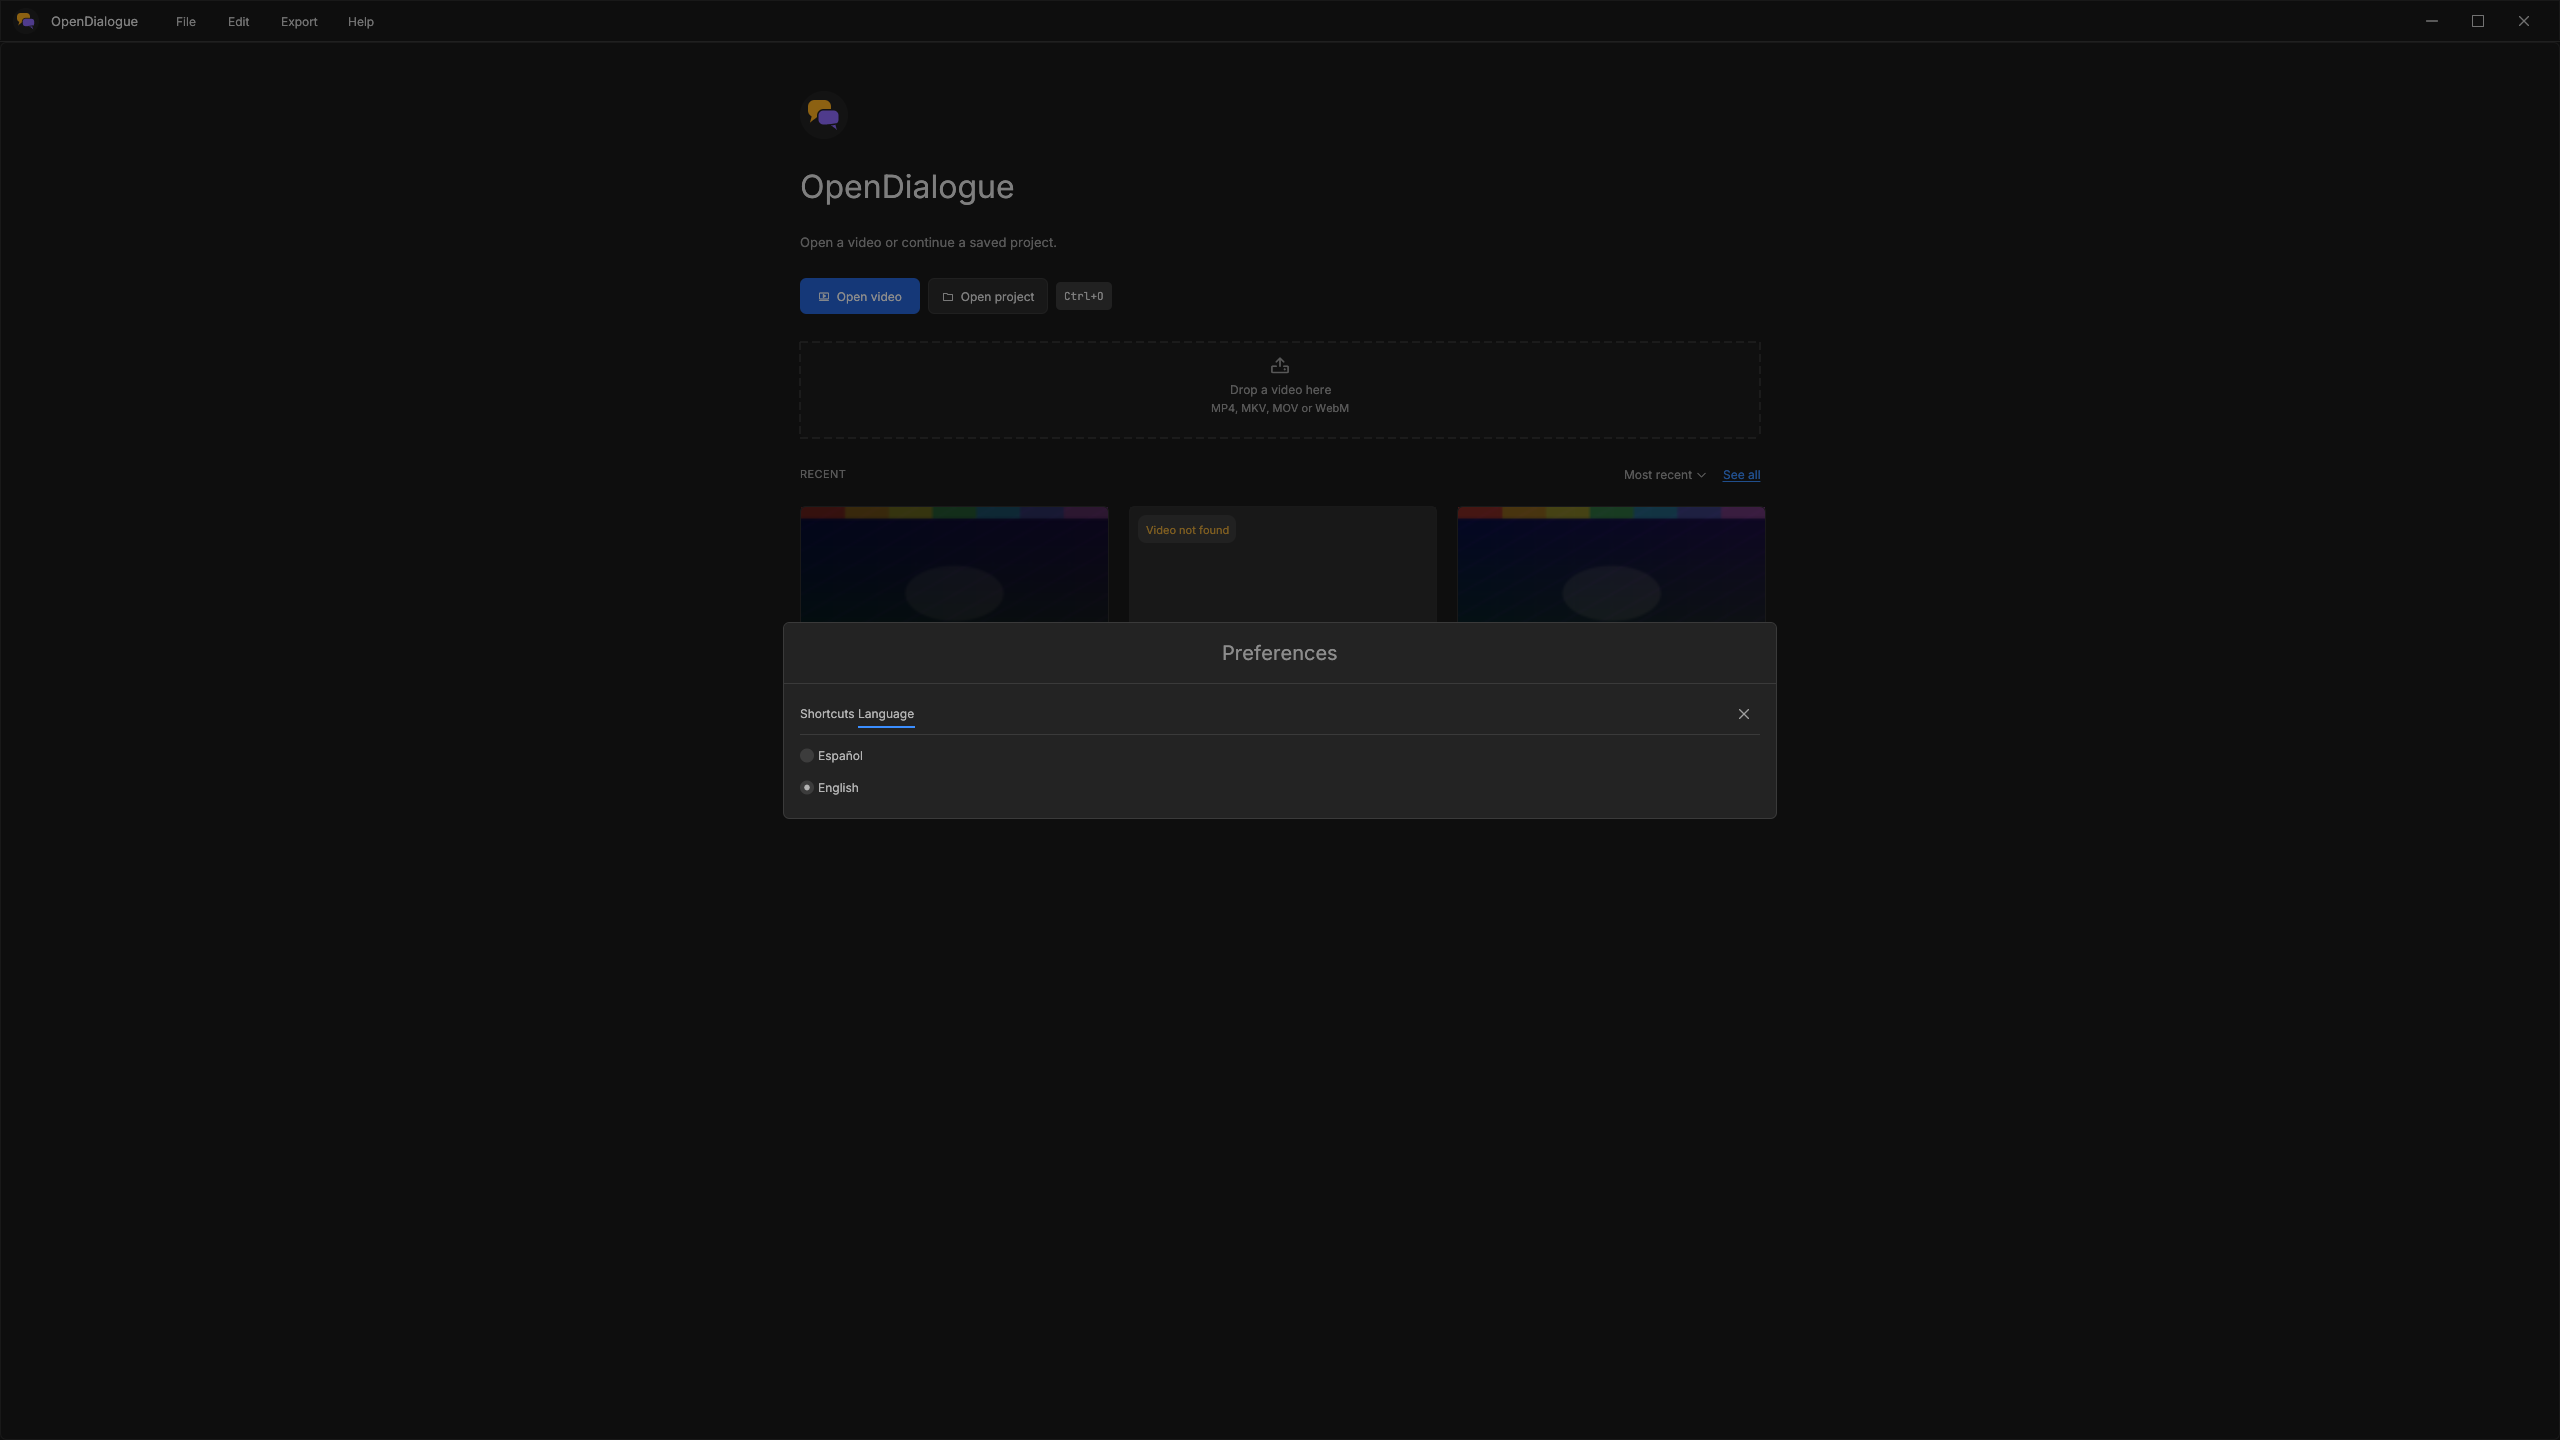 OpenDialogue File Edit Export Help
OpenDialogue
Open a video or continue a saved project.
Open video Open project Ctrl+O
Drop a video here
MP4, MKV, MOV or WebM
RECENT Most recent See all
Video not found
Preferences
Shortcuts Language
Español
English